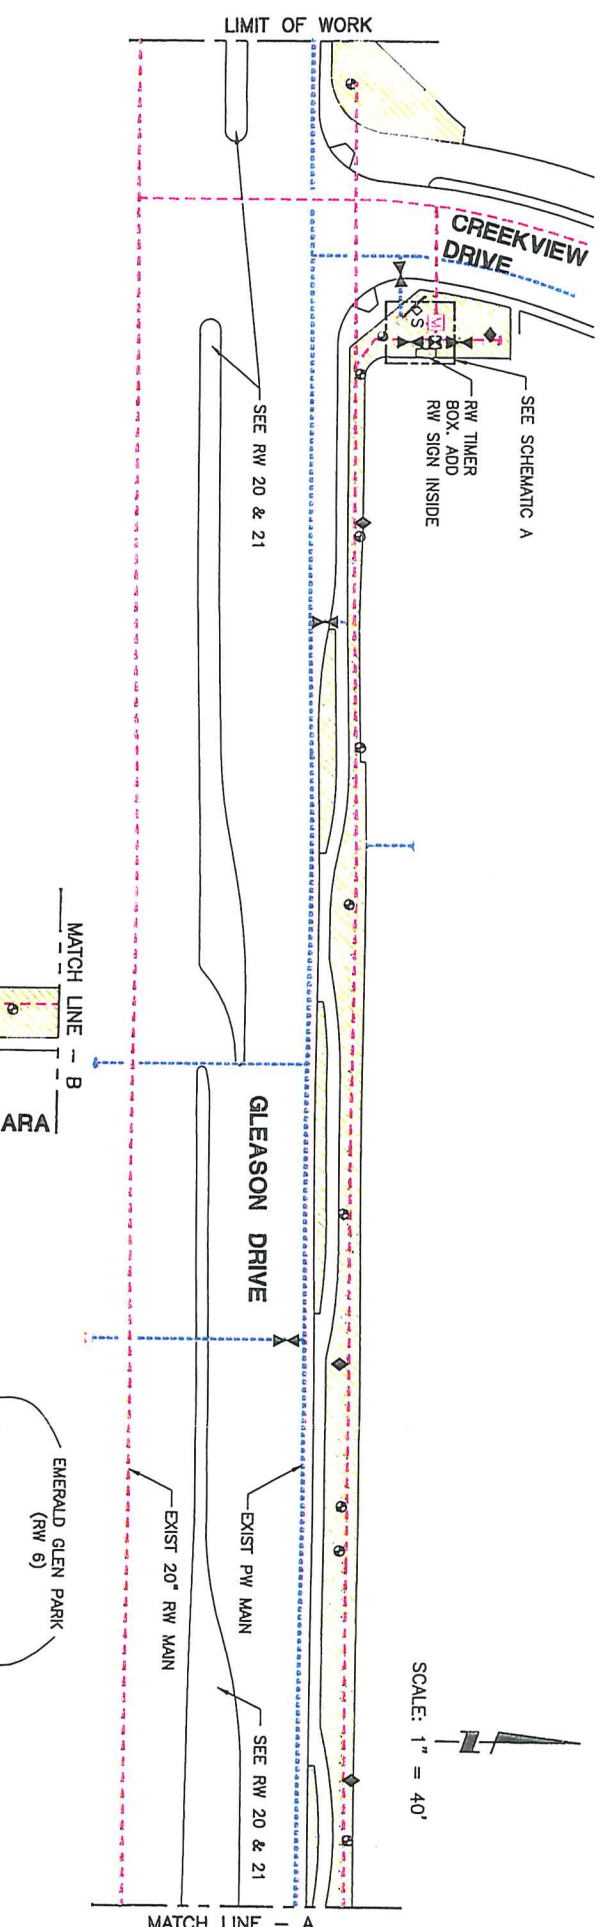 LIMIT OF WORK
CREEKVIEW
DRIVE
SEE SCHEMATIC A
RW TIMER
BOX. ADD
RW SIGN INSIDE
M
S
SEE RW 20 & 21
MATCH LINE - B
ARA
GLEASON DRIVE
EMERALD GLEN PARK
(RW 6)
EXIST PW MAIN
EXIST 20" RW MAIN
SCALE: 1" = 40'
SEE RW 20 & 21
MATCH LINE - A